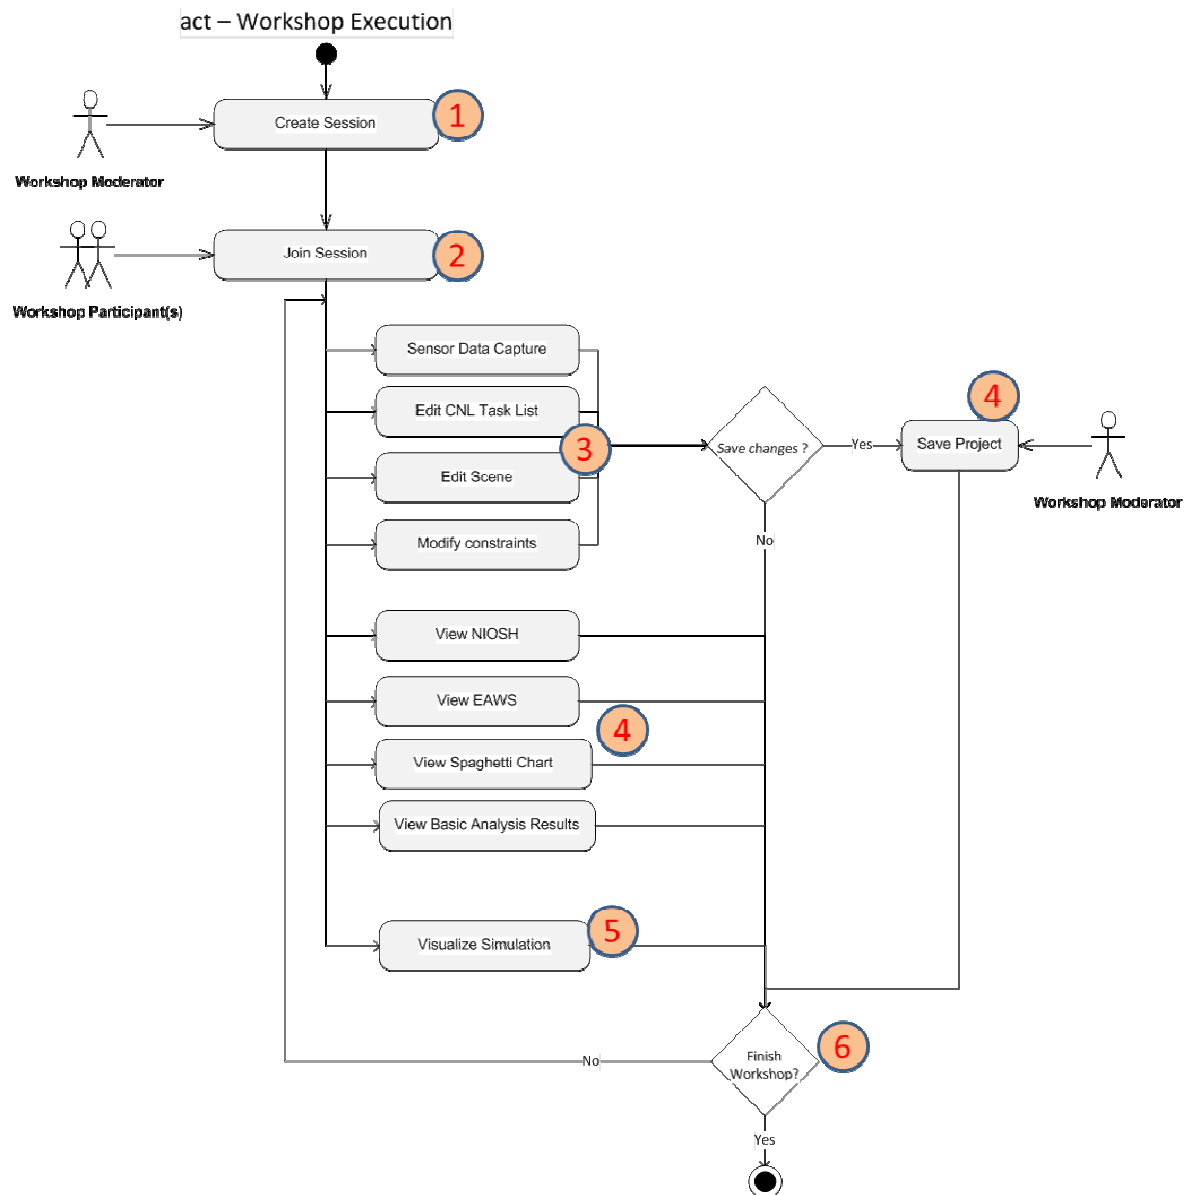 act – Workshop Execution
Create Session
1
Workshop Moderator
Join Session
2
Workshop Participant(s)
Sensor Data Capture
Edit CNL Task List
3
Edit Scene
Modify constraints
Save changes ?
Yes
4
Save Project
Workshop Moderator
No
View NIOSH
View EAWS
4
View Spaghetti Chart
View Basic Analysis Results
Visualize Simulation
5
Finish
Workshop?
6
No
Yes